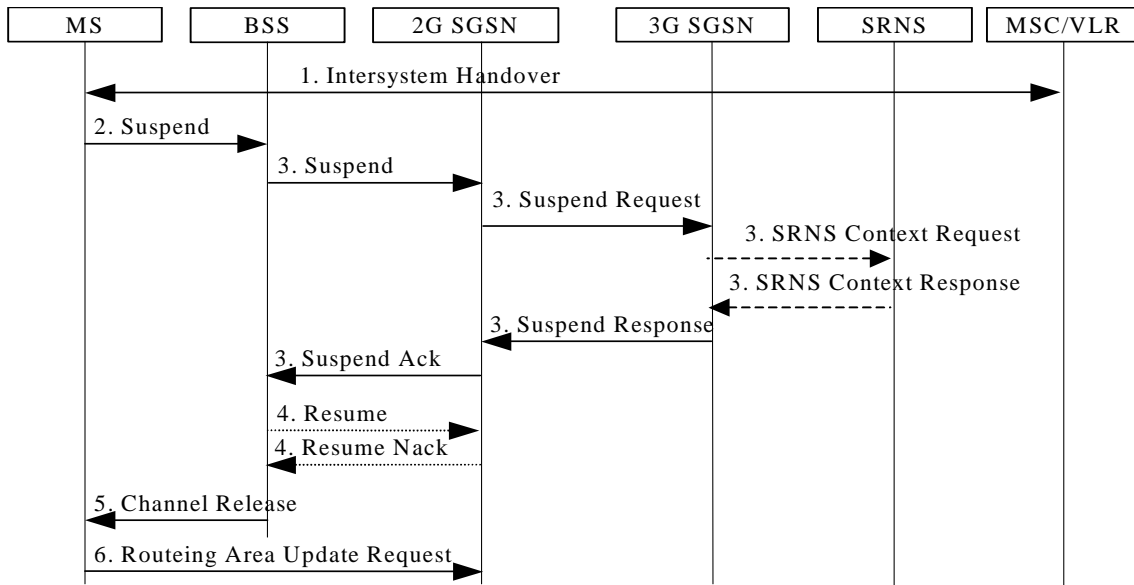 MS BSS 2G SGSN 3G SGSN SRNS MSC/VLR
1. Intersystem Handover
2. Suspend
3. Suspend
3. Suspend Request
3. SRNS Context Request
3. SRNS Context Response
3. Suspend Response
3. Suspend Ack
4. Resume
4. Resume Nack
5. Channel Release
6. Routeing Area Update Request